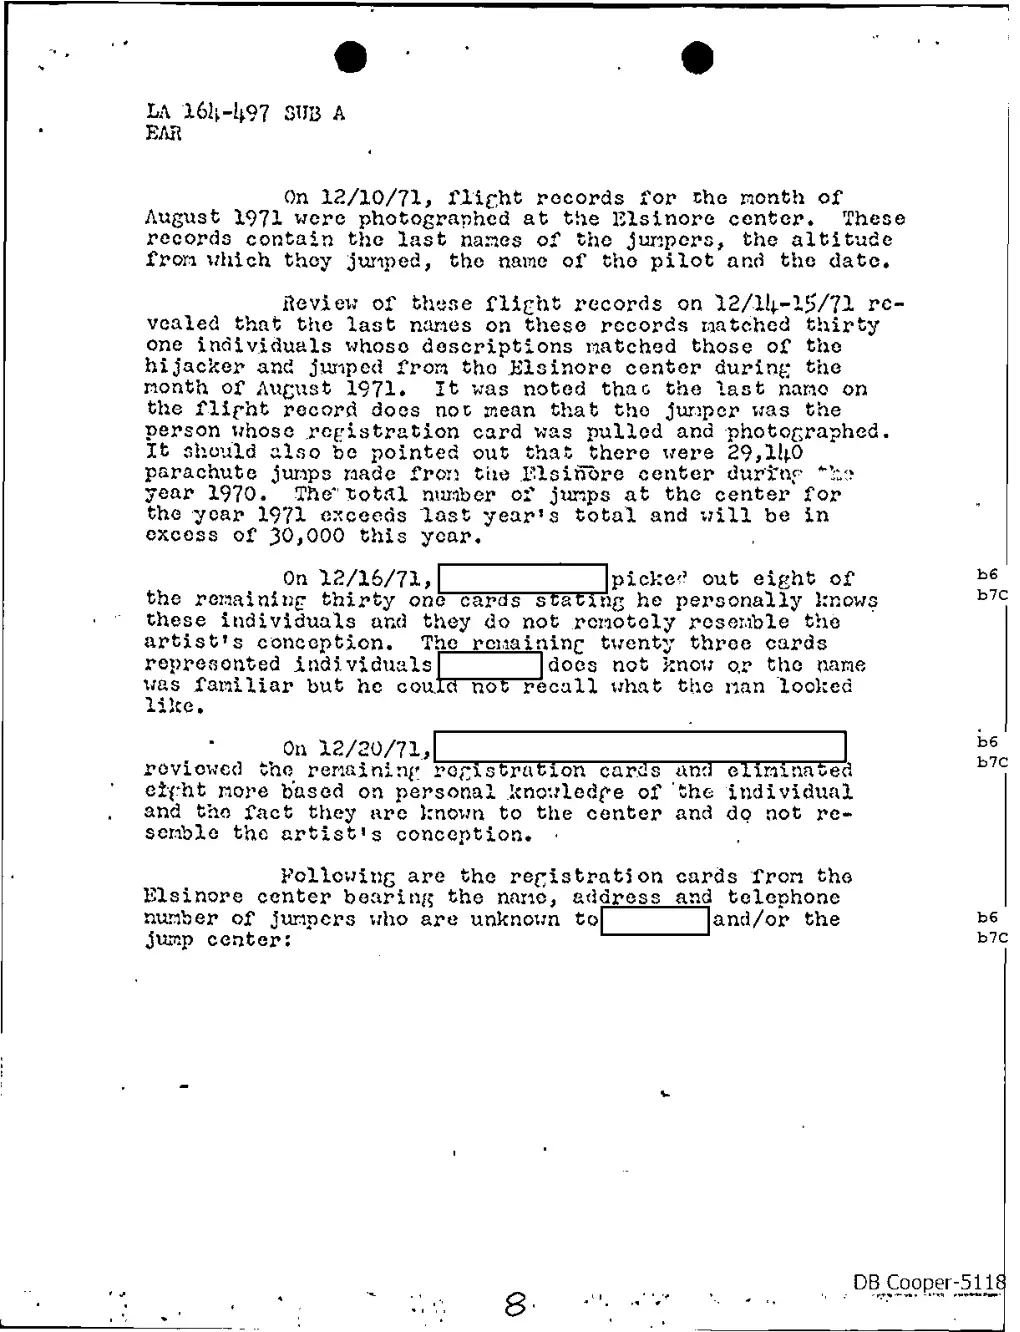 LA 164-497 SUB A
EAR
On 12/10/71, flight records for the month of
August 1971 were photographed at the Elsinore center. These
records contain the last names of the jumpers, the altitude
from which they jumped, the name of the pilot and the date.
Review of these flight records on 12/14-15/71 re-
vealed that the last names on these records matched thirty
one individuals whose descriptions matched those of the
hijacker and jumped from the Elsinore center during the
month of August 1971. It was noted that the last name on
the flight record does not mean that the jumper was the
person whose registration card was pulled and photographed.
It should also be pointed out that there were 29,140
parachute jumps made from the Elsinore center during the
year 1970. The total number of jumps at the center for
the year 1971 exceeds last year's total and will be in
excess of 30,000 this year.
On 12/16/71, picked out eight of b6
the remaining thirty one cards stating he personally knows b7C
these individuals and they do not remotely resemble the
artist's conception. The remaining twenty three cards
represented individuals does not know or the name
was familiar but he could not recall what the man looked
like.
On 12/20/71, b6
reviewed the remaining registration cards and eliminated b7C
eight more based on personal knowledge of the individual
and the fact they are known to the center and do not re-
semble the artist's conception.
Following are the registration cards from the
Elsinore center bearing the name, address and telephone
number of jumpers who are unknown to and/or the b6
jump center: b7C
DB Cooper-5118
8